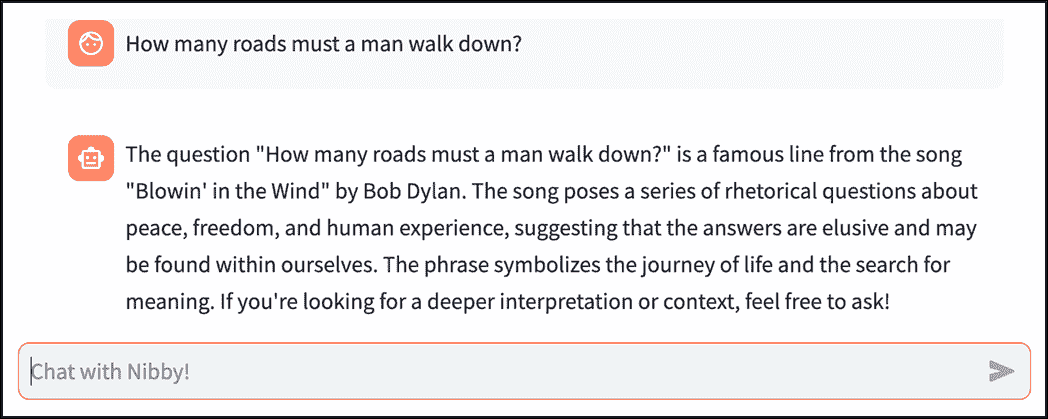 How many roads must a man walk down?
The question "How many roads must a man walk down?" is a famous line from the song
"Blowin' in the Wind" by Bob Dylan. The song poses a series of rhetorical questions about
peace, freedom, and human experience, suggesting that the answers are elusive and may
be found within ourselves. The phrase symbolizes the journey of life and the search for
meaning. If you're looking for a deeper interpretation or context, feel free to ask!
Chat with Nibby!